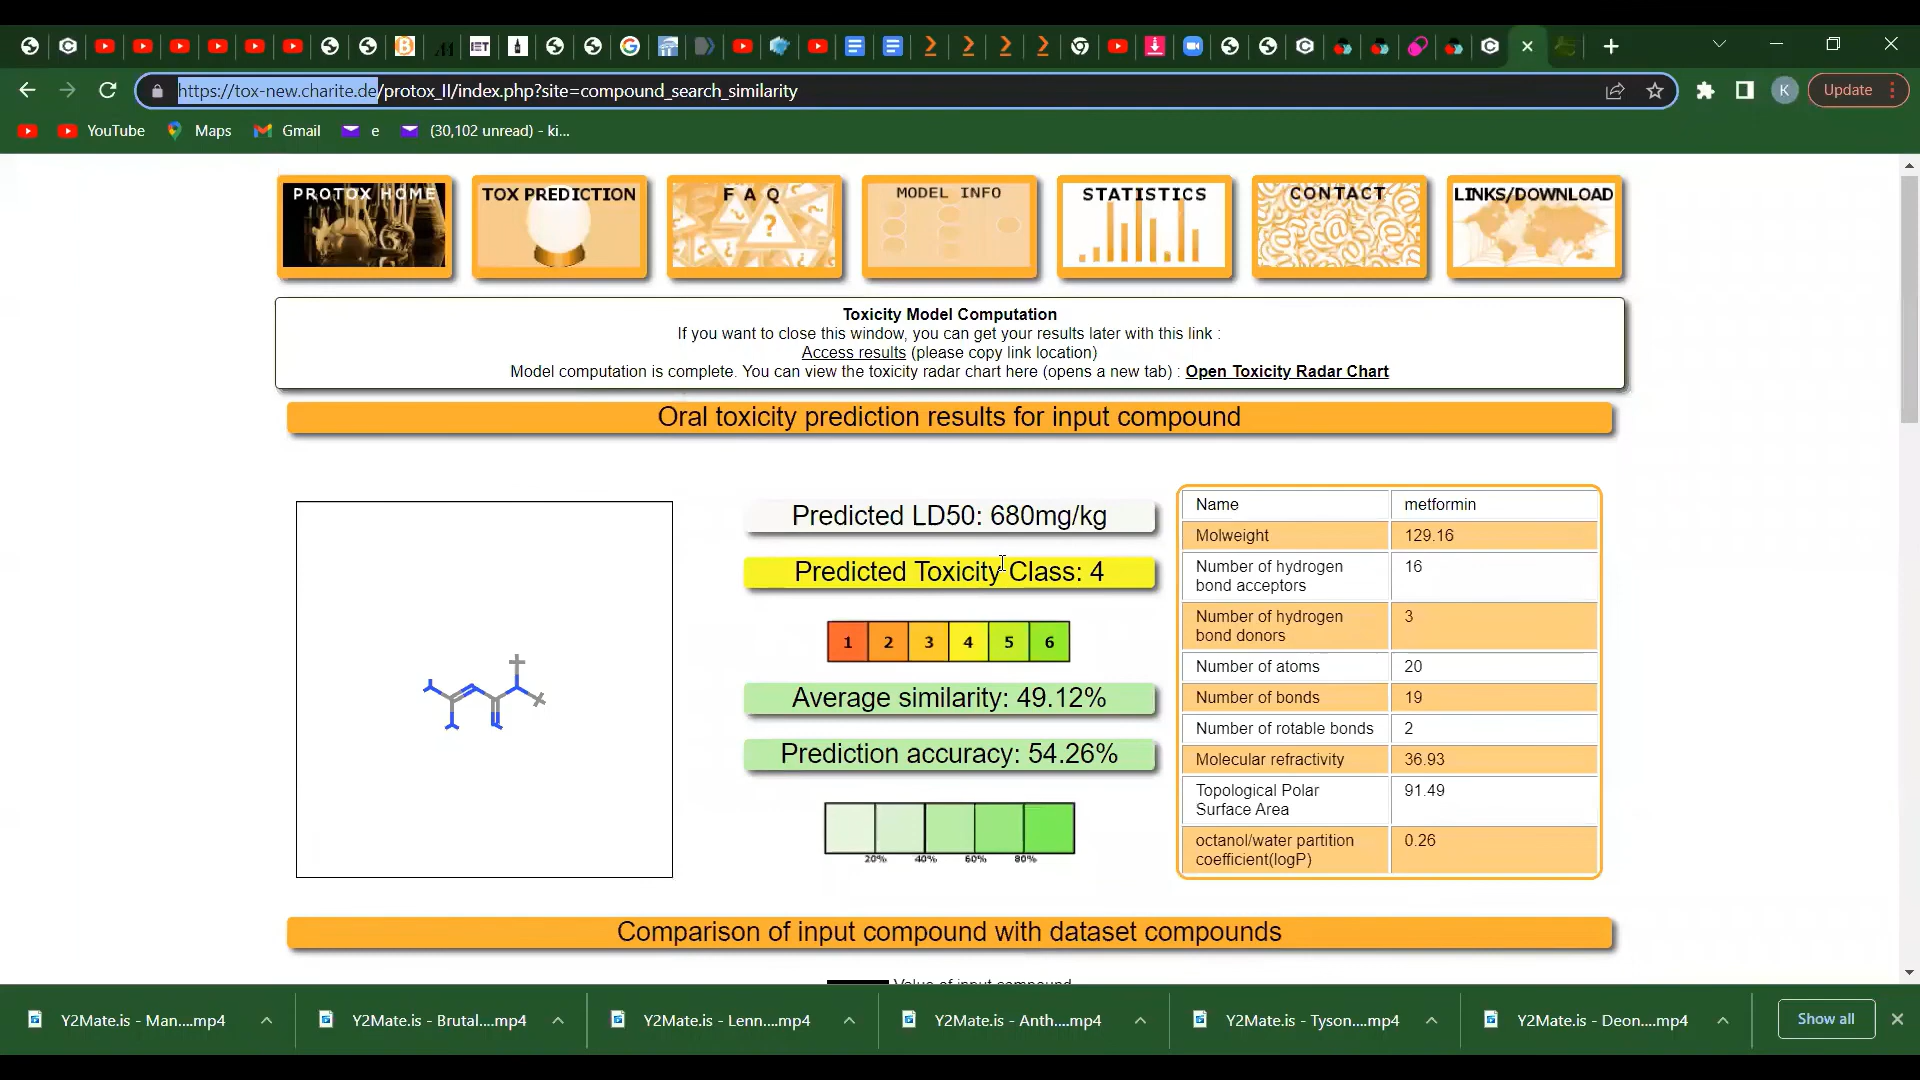 https://tox-new.charite.de/protox_II/index.php?site=compound_search_similarity
K
Update
YouTube
Maps
Gmail
e
(30,102 unread) - ki...
PROTOX HOME
TOX PREDICTION
F A Q
MODEL INFO
STATISTICS
CONTACT
LINKS/DOWNLOAD
Toxicity Model Computation
If you want to close this window, you can get your results later with this link :
Access results (please copy link location)
Model computation is complete. You can view the toxicity radar chart here (opens a new tab) : Open Toxicity Radar Chart
Oral toxicity prediction results for input compound
Predicted LD50: 680mg/kg
Predicted Toxicity Class: 4
1 2 3 4 5 6
Average similarity: 49.12%
Prediction accuracy: 54.26%
20% 40% 60% 80%
Name metformin
Molweight 129.16
Number of hydrogen
bond acceptors 16
Number of hydrogen
bond donors 3
Number of atoms 20
Number of bonds 19
Number of rotable bonds 2
Molecular refractivity 36.93
Topological Polar
Surface Area 91.49
octanol/water partition
coefficient(logP) 0.26
Comparison of input compound with dataset compounds
Value of input compound
Y2Mate.is - Man....mp4
Y2Mate.is - Brutal....mp4
Y2Mate.is - Lenn....mp4
Y2Mate.is - Anth....mp4
Y2Mate.is - Tyson....mp4
Y2Mate.is - Deon....mp4
Show all